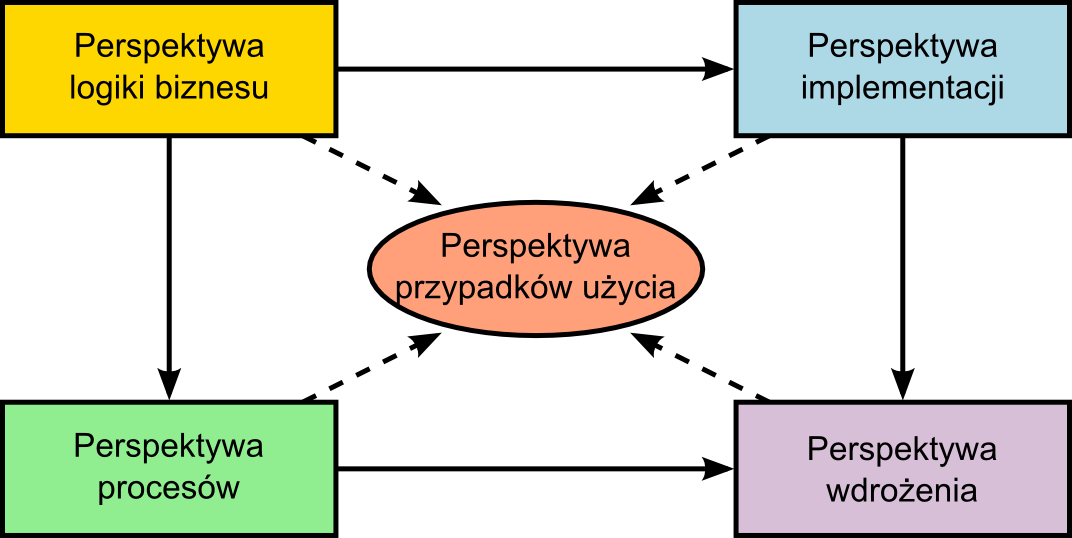 Perspektywa
logiki biznesu
Perspektywa
implementacji
Perspektywa
przypadków użycia
Perspektywa
procesów
Perspektywa
wdrożenia